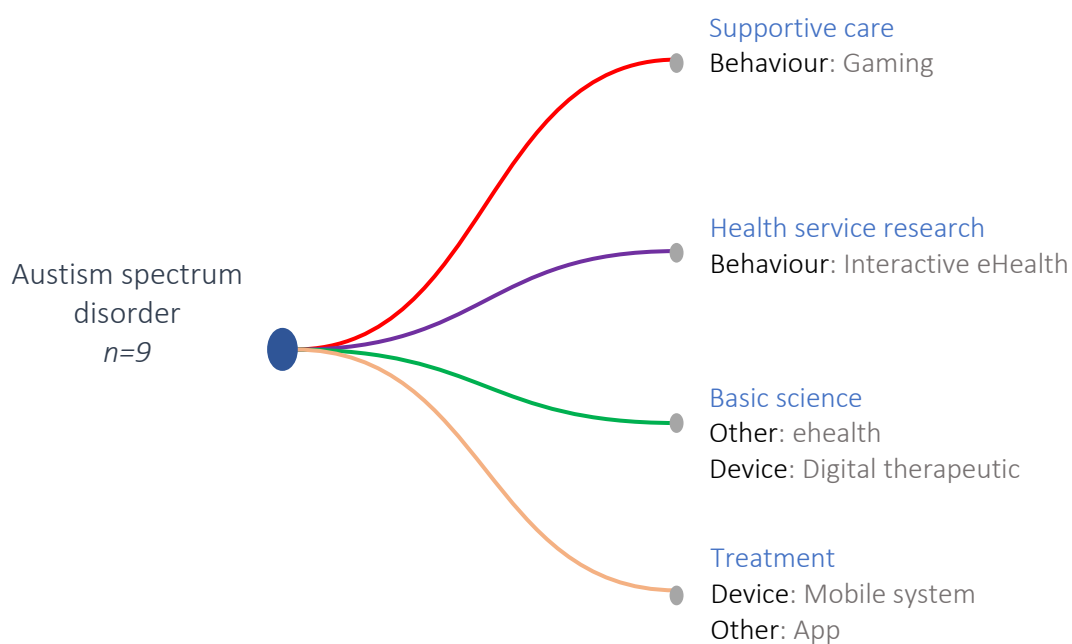 Supportive care
Behaviour: Gaming
Health service research
Behaviour: Interactive eHealth
Austism spectrum
disorder
n=9
Basic science
Other: ehealth
Device: Digital therapeutic
Treatment
Device: Mobile system
Other: App